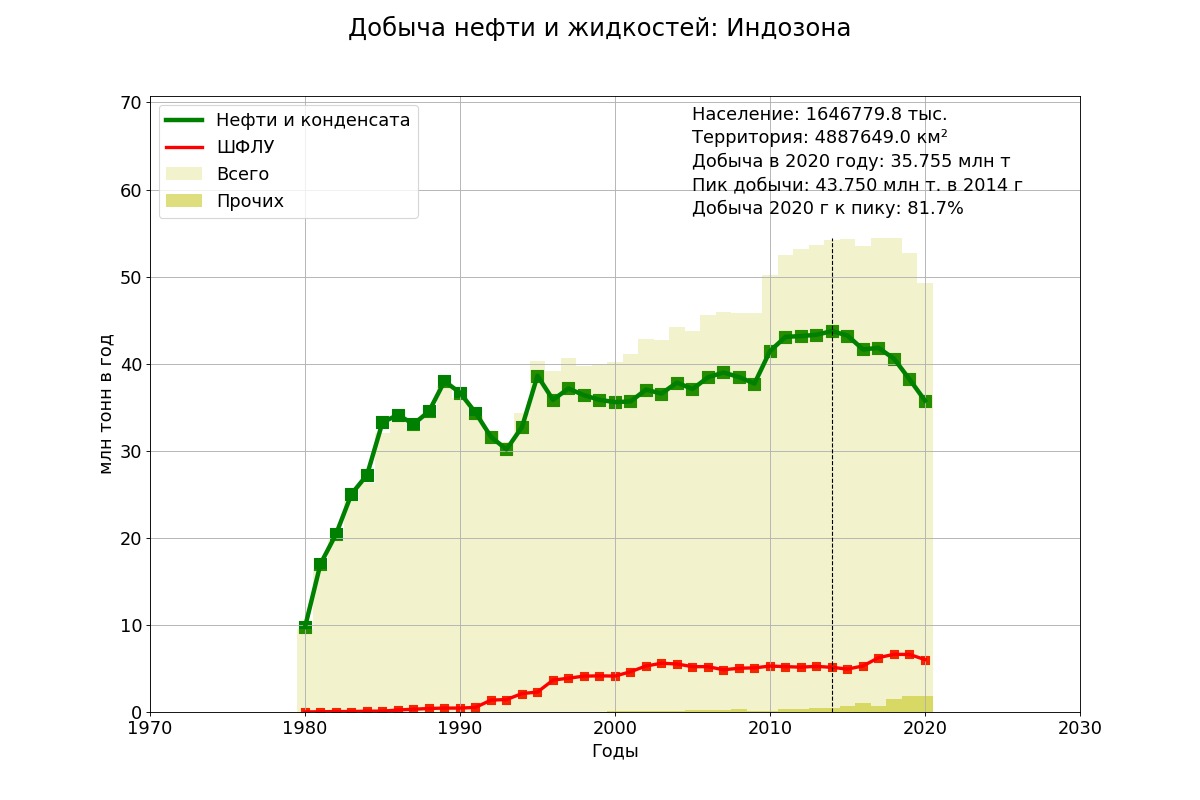 Добыча нефти и жидкостей: Индозона
Нефти и конденсата
ШФЛУ
Всего
Прочих
Население: 1646779.8 тыс.
Территория: 4887649.0 км²
Добыча в 2020 году: 35.755 млн т
Пик добычи: 43.750 млн т. в 2014 г
Добыча 2020 г к пику: 81.7%
млн тонн в год
70
60
50
40
30
20
10
0
1970
1980
1990
2000
2010
2020
2030
Годы